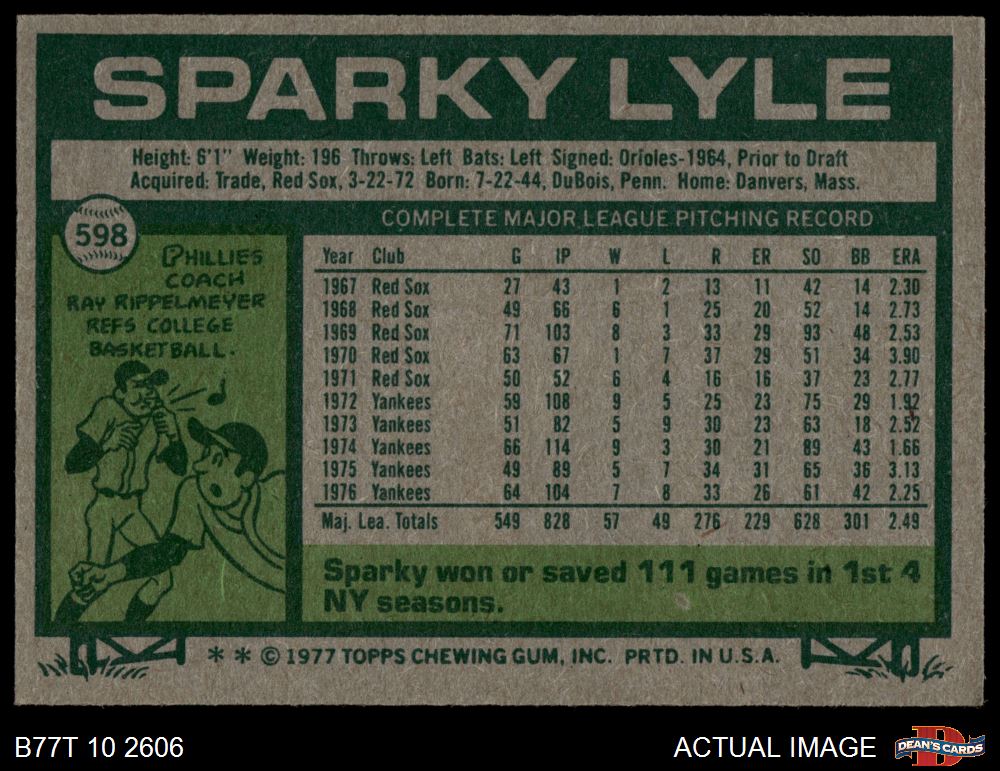 SPARKY LYLE
Height: 6'1" Weight: 196 Throws: Left Bats: Left Signed: Orioles-1964, Prior to Draft
Acquired: Trade, Red Sox, 3-22-72 Born: 7-22-44, DuBois, Penn. Home: Danvers, Mass.
598
PHILLIES
COACH
RAY RIPPELMEYER
REFS COLLEGE
BASKETBALL.
COMPLETE MAJOR LEAGUE PITCHING RECORD
Year Club G IP W L R ER SO BB ERA
1967 Red Sox 27 43 1 2 13 11 42 14 2.30
1968 Red Sox 49 66 6 1 25 20 52 14 2.73
1969 Red Sox 71 103 8 3 33 29 93 48 2.53
1970 Red Sox 63 67 1 7 37 29 51 34 3.90
1971 Red Sox 50 52 6 4 16 16 37 23 2.77
1972 Yankees 59 108 9 5 25 23 75 29 1.92
1973 Yankees 51 82 5 9 30 23 63 18 2.52
1974 Yankees 66 114 9 3 30 21 89 43 1.66
1975 Yankees 49 89 5 7 34 31 65 36 3.13
1976 Yankees 64 104 7 8 33 26 61 42 2.25
Maj. Lea. Totals 549 828 57 49 276 229 628 301 2.49
Sparky won or saved 111 games in 1st 4
NY seasons.
* * © 1977 TOPPS CHEWING GUM, INC. PRTD. IN U.S.A.
B77T 10 2606
ACTUAL IMAGE
D
DEAN'S CARDS